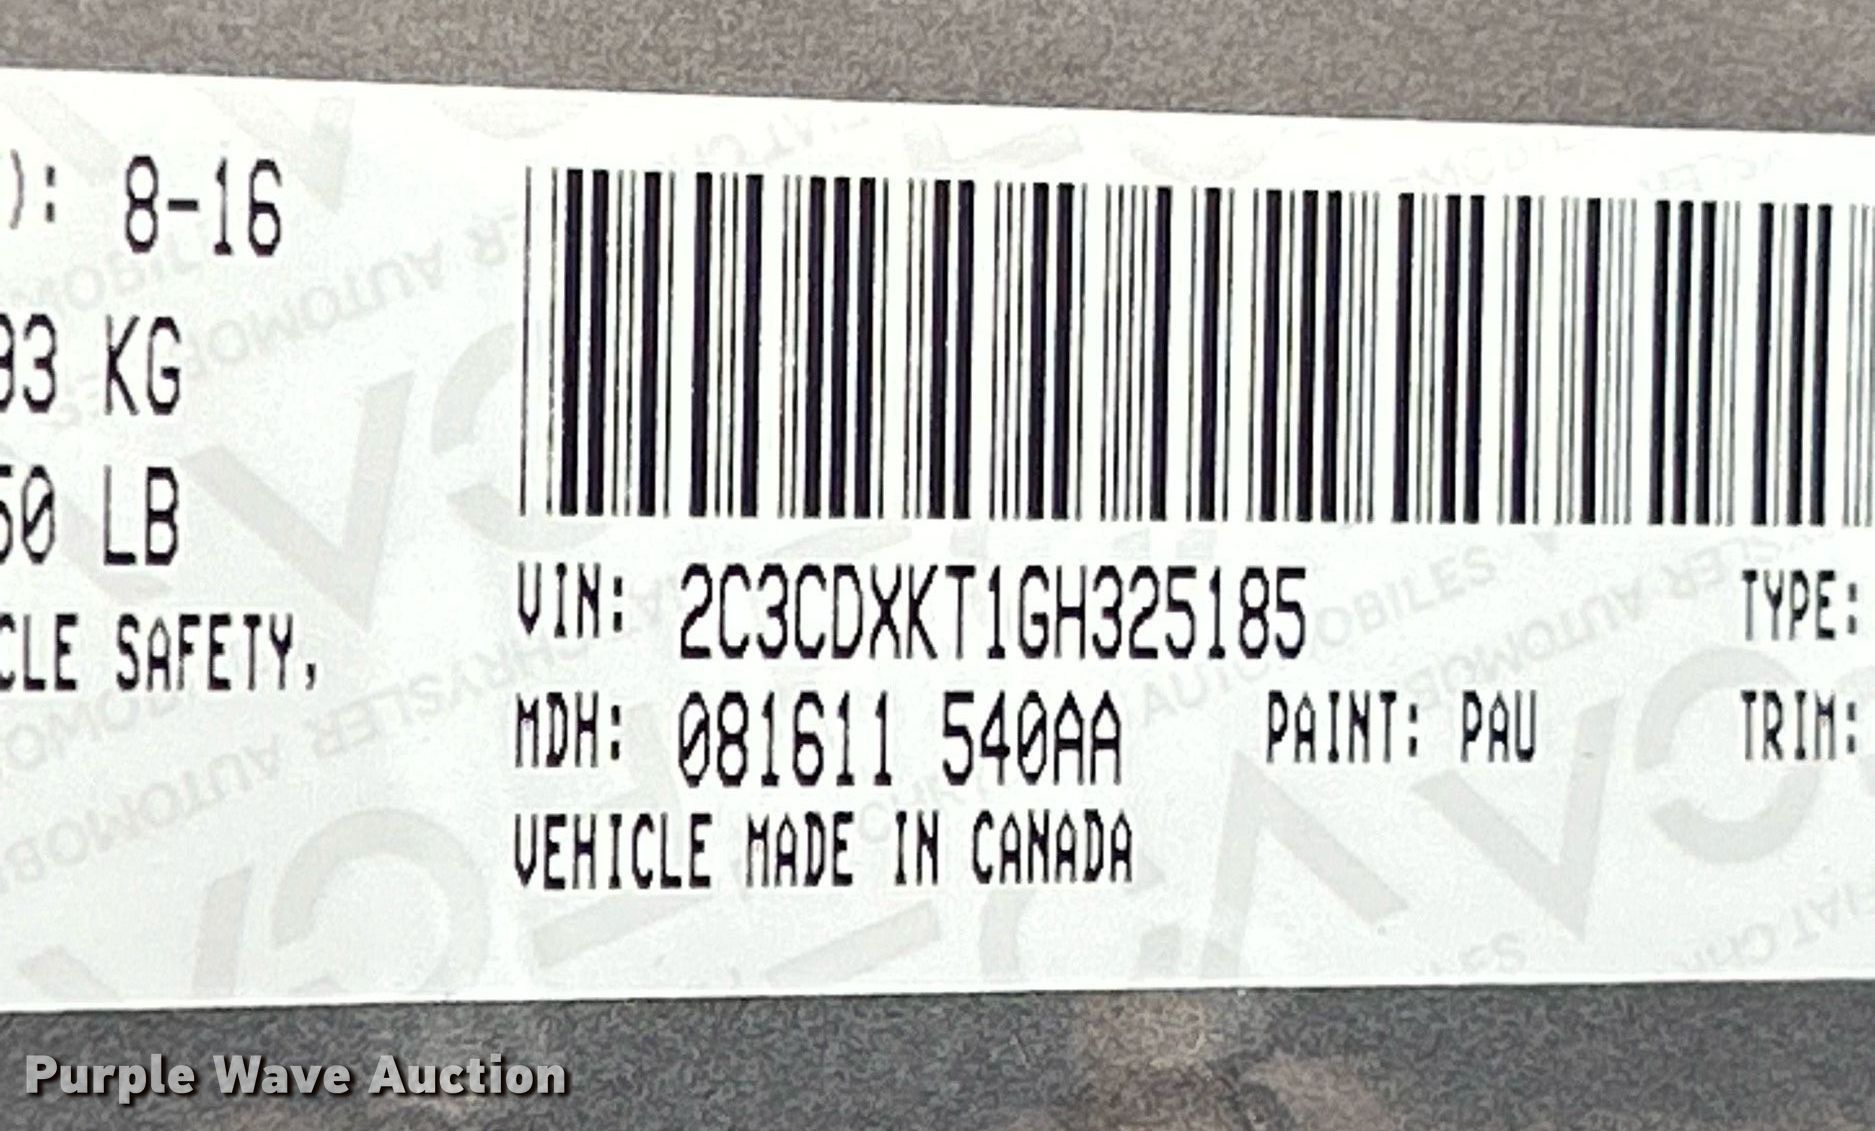 ): 8-16
93 KG
50 LB
CLE SAFETY,
VIN: 2C3CDXKT1GH325185
TYPE:
MDH: 081611 540AA PAINT: PAU
TRIM:
VEHICLE MADE IN CANADA
Purple Wave Auction